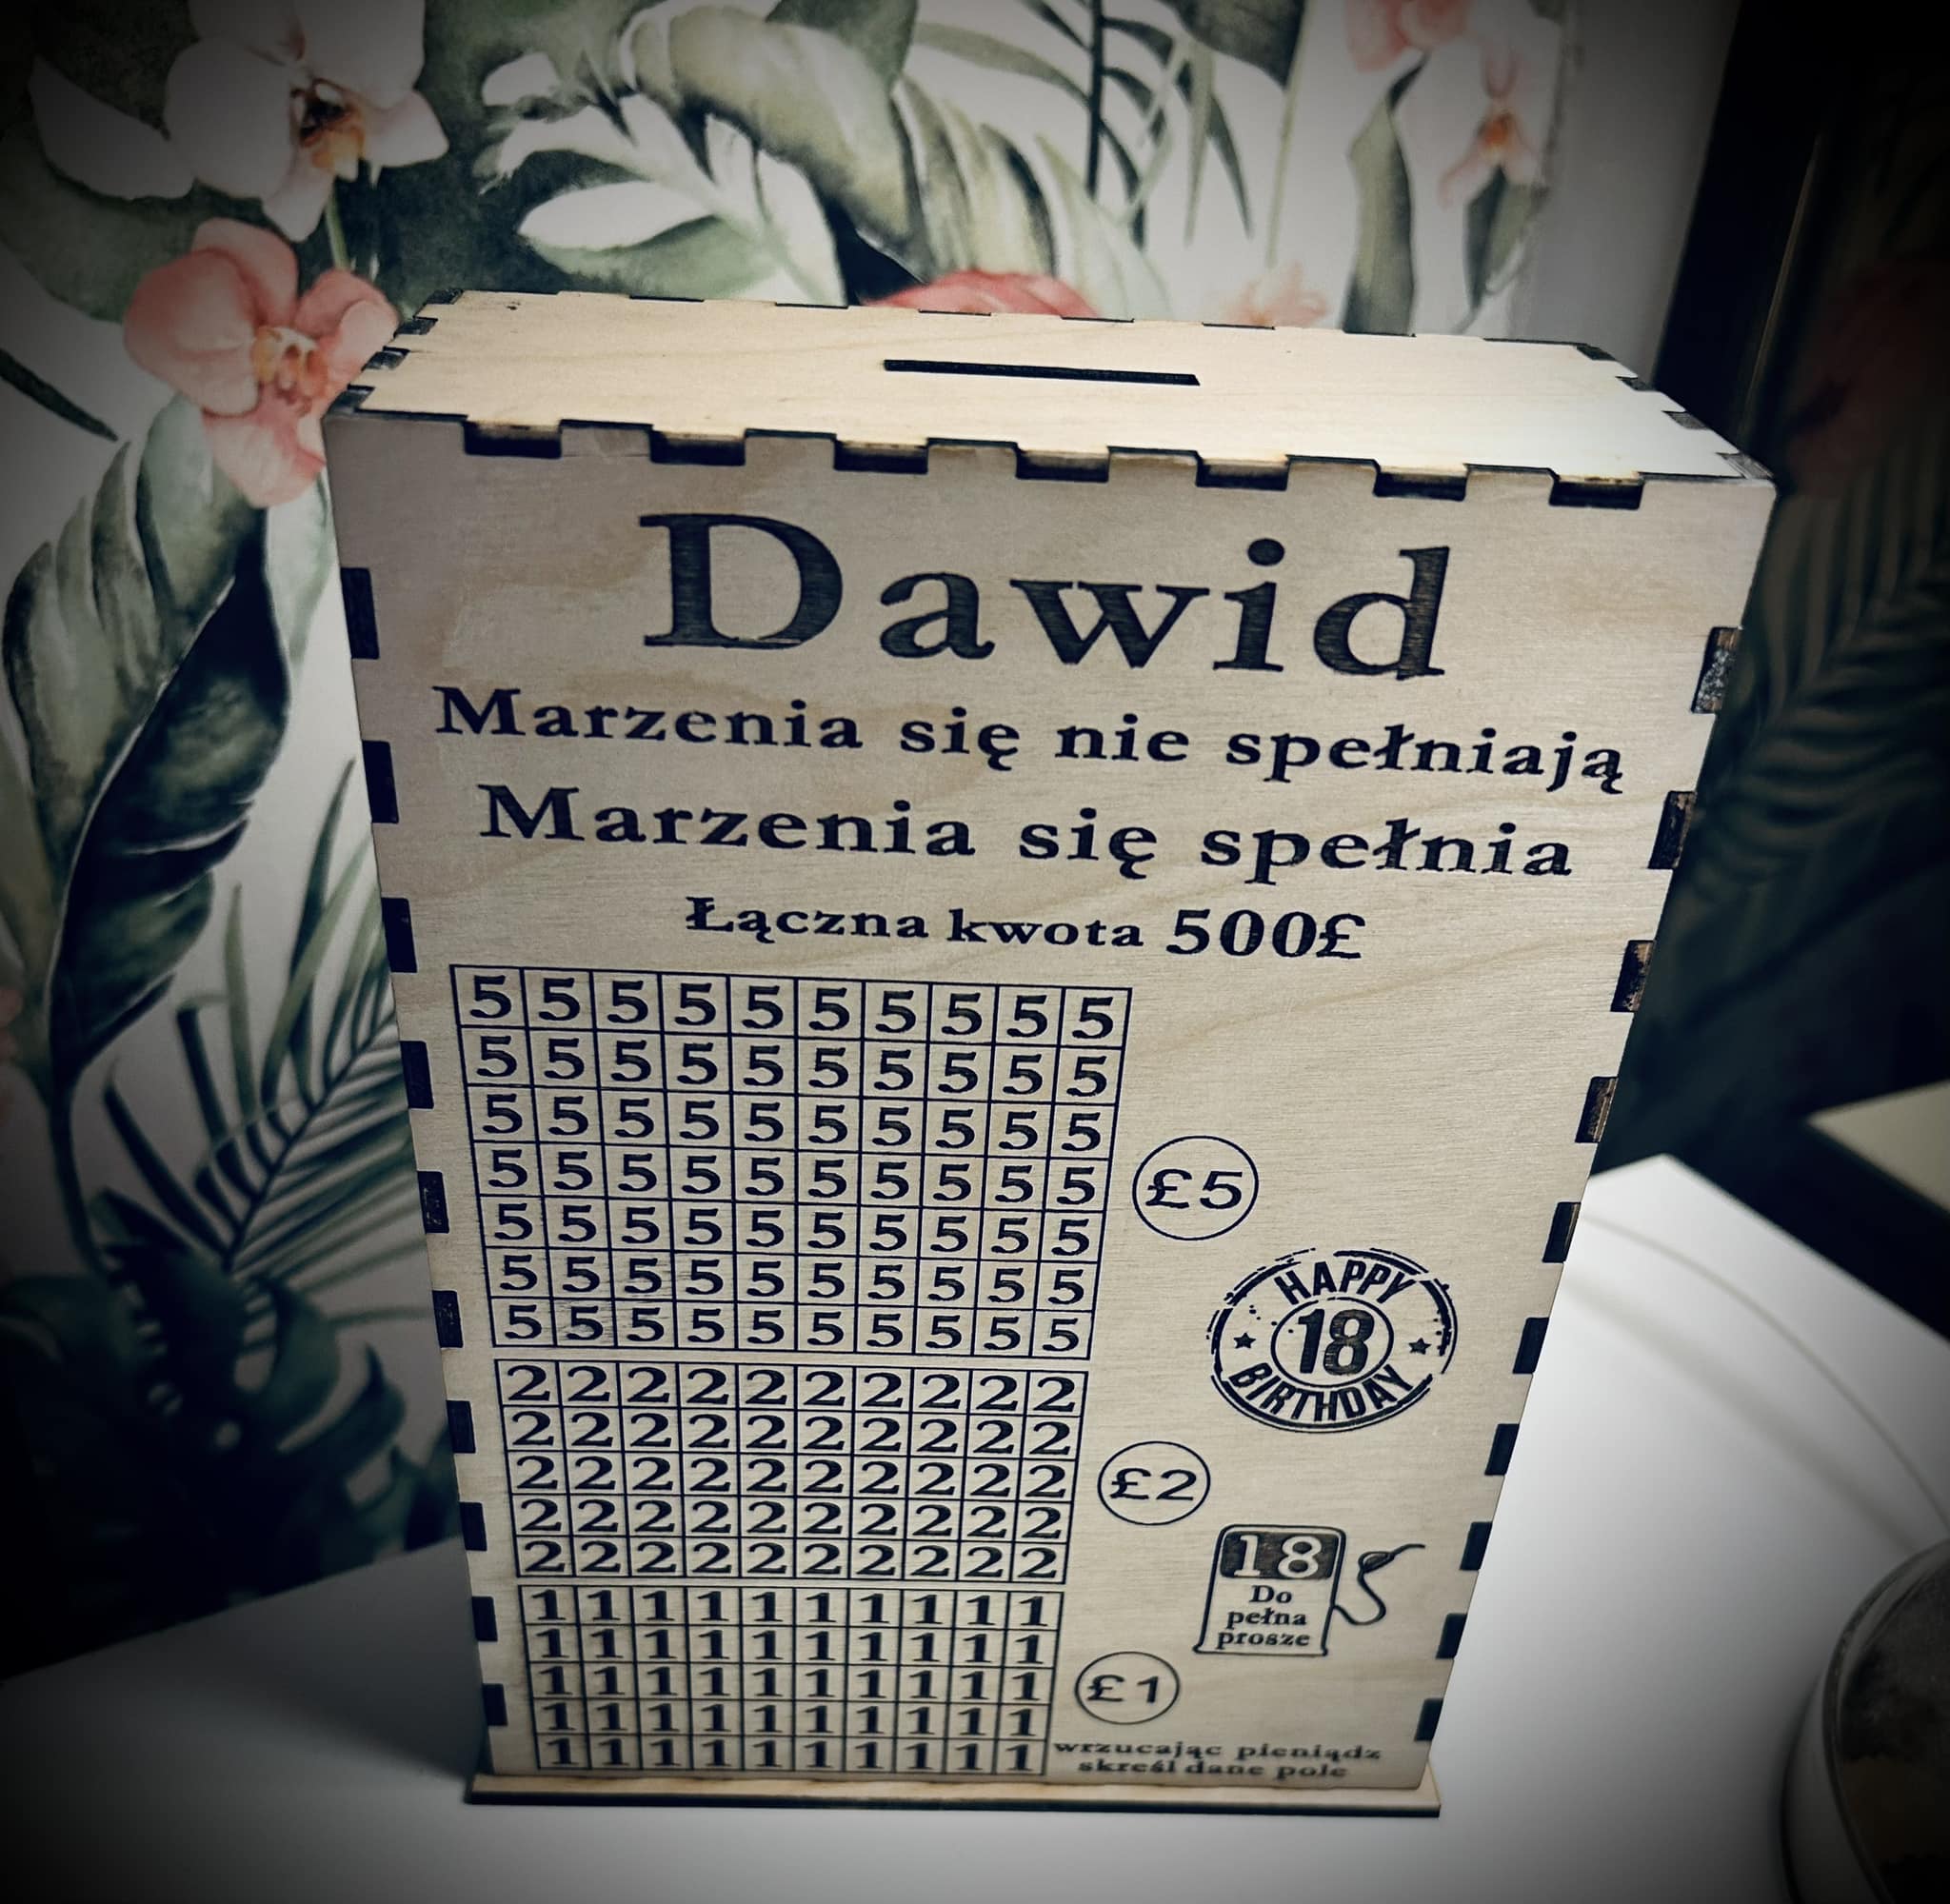 Dawid
Marzenia się nie spełniają
Marzenia się spełnia
Łączna kwota 500£
5 5 5 5 5 5 5 5 5 5
5 5 5 5 5 5 5 5 5 5
5 5 5 5 5 5 5 5 5 5
5 5 5 5 5 5 5 5 5 5
5 5 5 5 5 5 5 5 5 5
5 5 5 5 5 5 5 5 5 5
5 5 5 5 5 5 5 5 5 5
£5
HAPPY
18
BIRTHDAY
2 2 2 2 2 2 2 2 2 2
2 2 2 2 2 2 2 2 2 2
2 2 2 2 2 2 2 2 2 2
2 2 2 2 2 2 2 2 2 2
2 2 2 2 2 2 2 2 2 2
£2
18
Do
pełna
prosze
1 1 1 1 1 1 1 1 1 1
1 1 1 1 1 1 1 1 1 1
1 1 1 1 1 1 1 1 1 1
1 1 1 1 1 1 1 1 1 1
1 1 1 1 1 1 1 1 1 1
£1
wrzucając pieniądz
skreśl dane pole